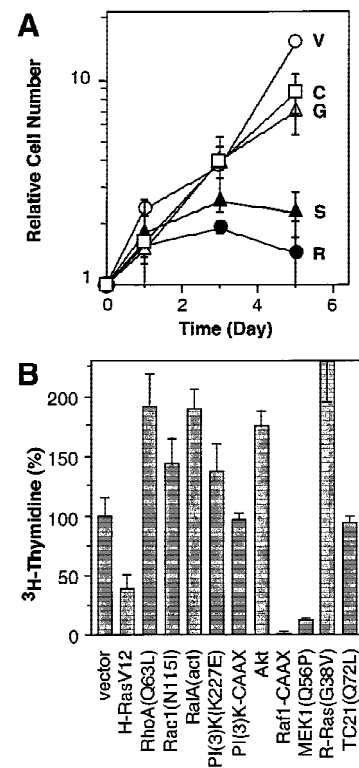 A
Relative Cell Number
10
1
V
C
G
S
R
0 2 4 6
Time (Day)
B
³H-Thymidine (%)
200
150
100
50
0
vector
H-RasV12
RhoA(Q63L)
Rac1(N115I)
RalA(act)
PI(3)K(K227E)
PI(3)K-CAAX
Akt
Raf1-CAAX
MEK1(Q56P)
R-Ras(G38V)
TC21(Q72L)